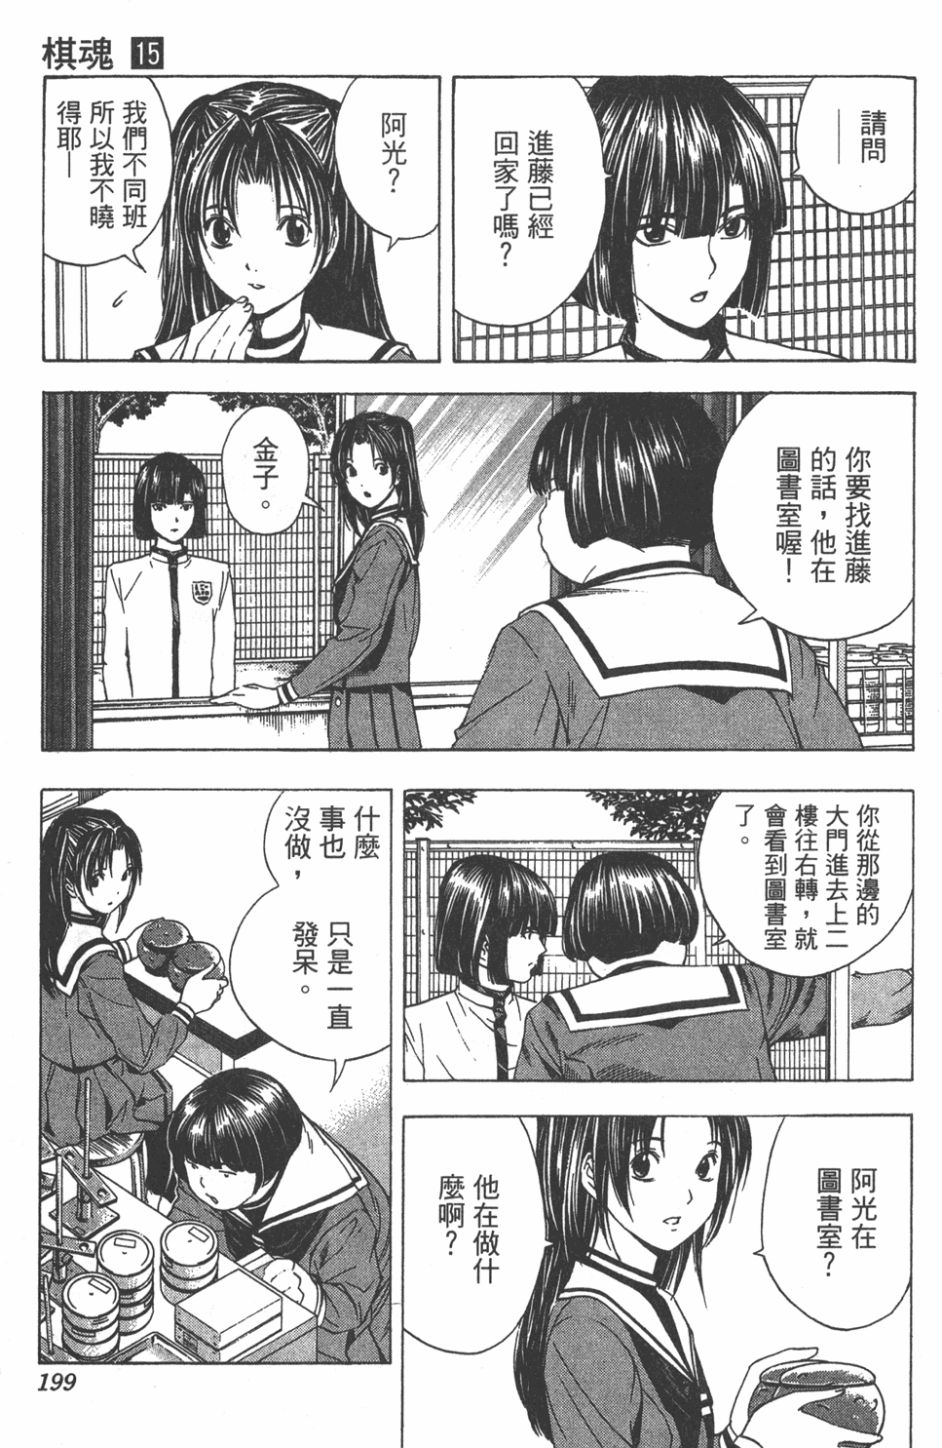 棋魂 15
請問
——
進藤已經
回家了嗎？
阿光？
我們不同班
所以我不曉
得耶—
你要找進藤
的話，他在
圖書室喔！
金子。
你從那邊的
大門進去上二
樓往右轉，就
會看到圖書室
了。
什麼
事也
沒做，
只是一直
發呆。
阿光在
圖書室？
他在做什
麼啊？
199